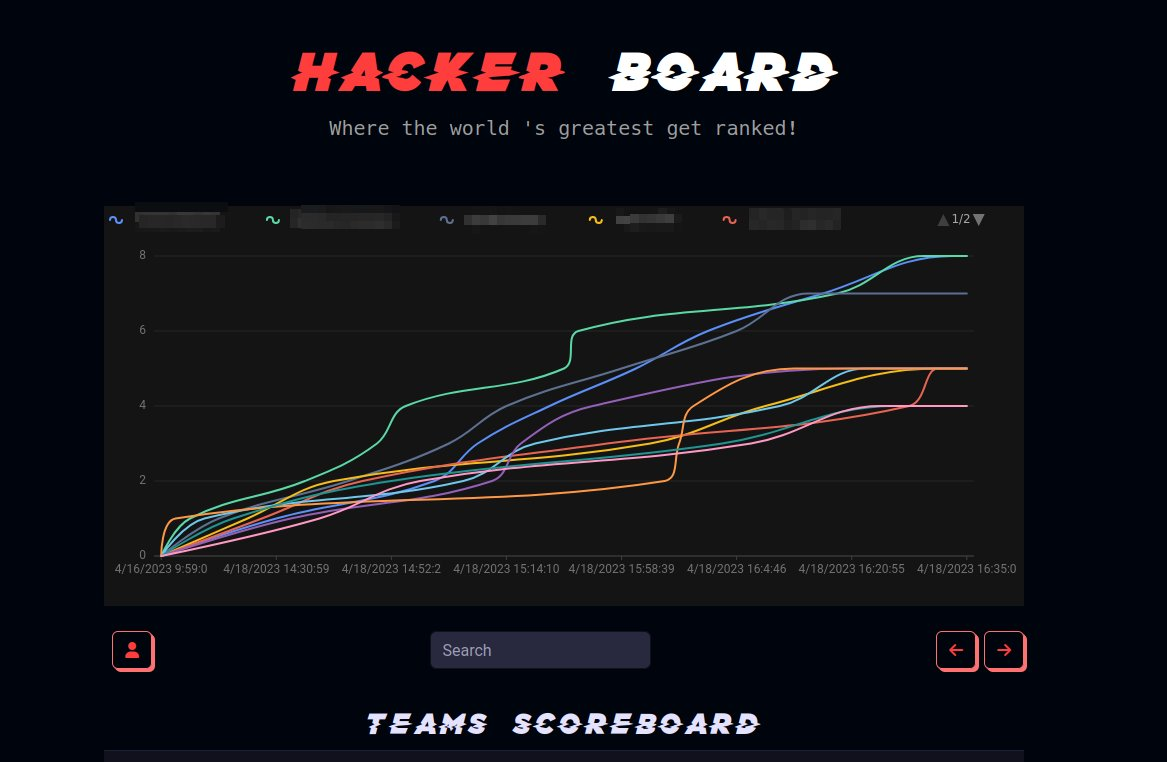 HACKER BOARD
Where the world 's greatest get ranked!
1/2
8
6
4
2
0
4/16/2023 9:59:0 4/18/2023 14:30:59 4/18/2023 14:52:2 4/18/2023 15:14:10 4/18/2023 15:58:39 4/18/2023 16:4:46 4/18/2023 16:20:55 4/18/2023 16:35:0
Search
TEAMS SCOREBOARD